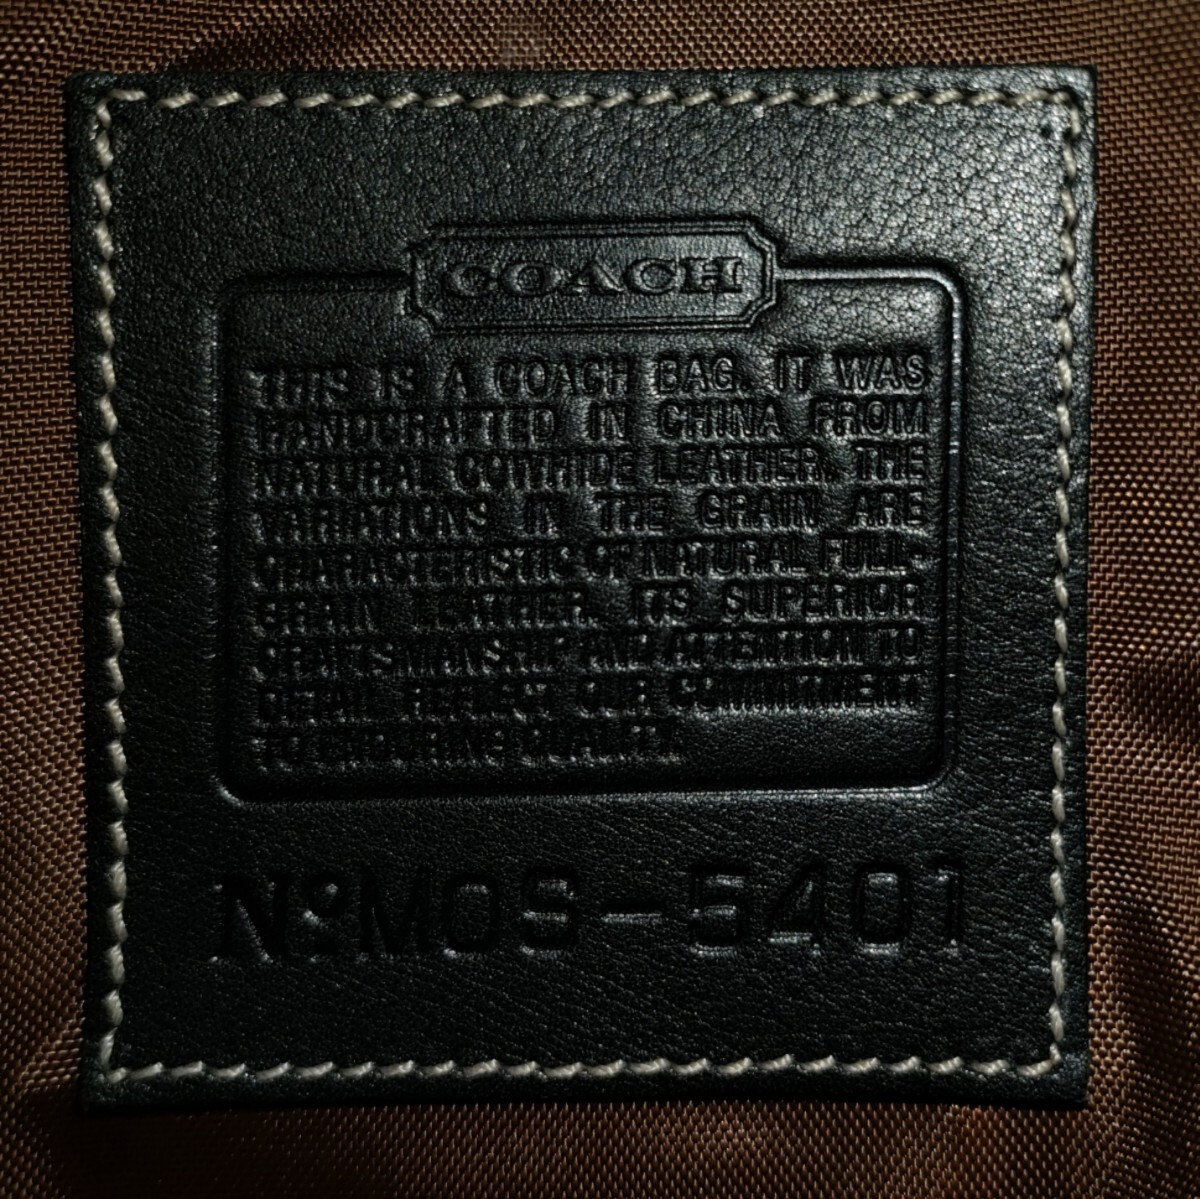 COACH
THIS IS A COACH BAG. IT WAS
HANDCRAFTED IN CHINA FROM
NATURAL COWHIDE LEATHER. THE
VARIATIONS IN THE GRAIN ARE
CHARACTERISTIC OF NATURAL FULL-
GRAIN LEATHER. ITS SUPERIOR
CRAFTSMANSHIP AND ATTENTION TO
DETAIL REFLECT OUR COMMITMENT
TO ENDURING QUALITY.
Nº M0S-5401